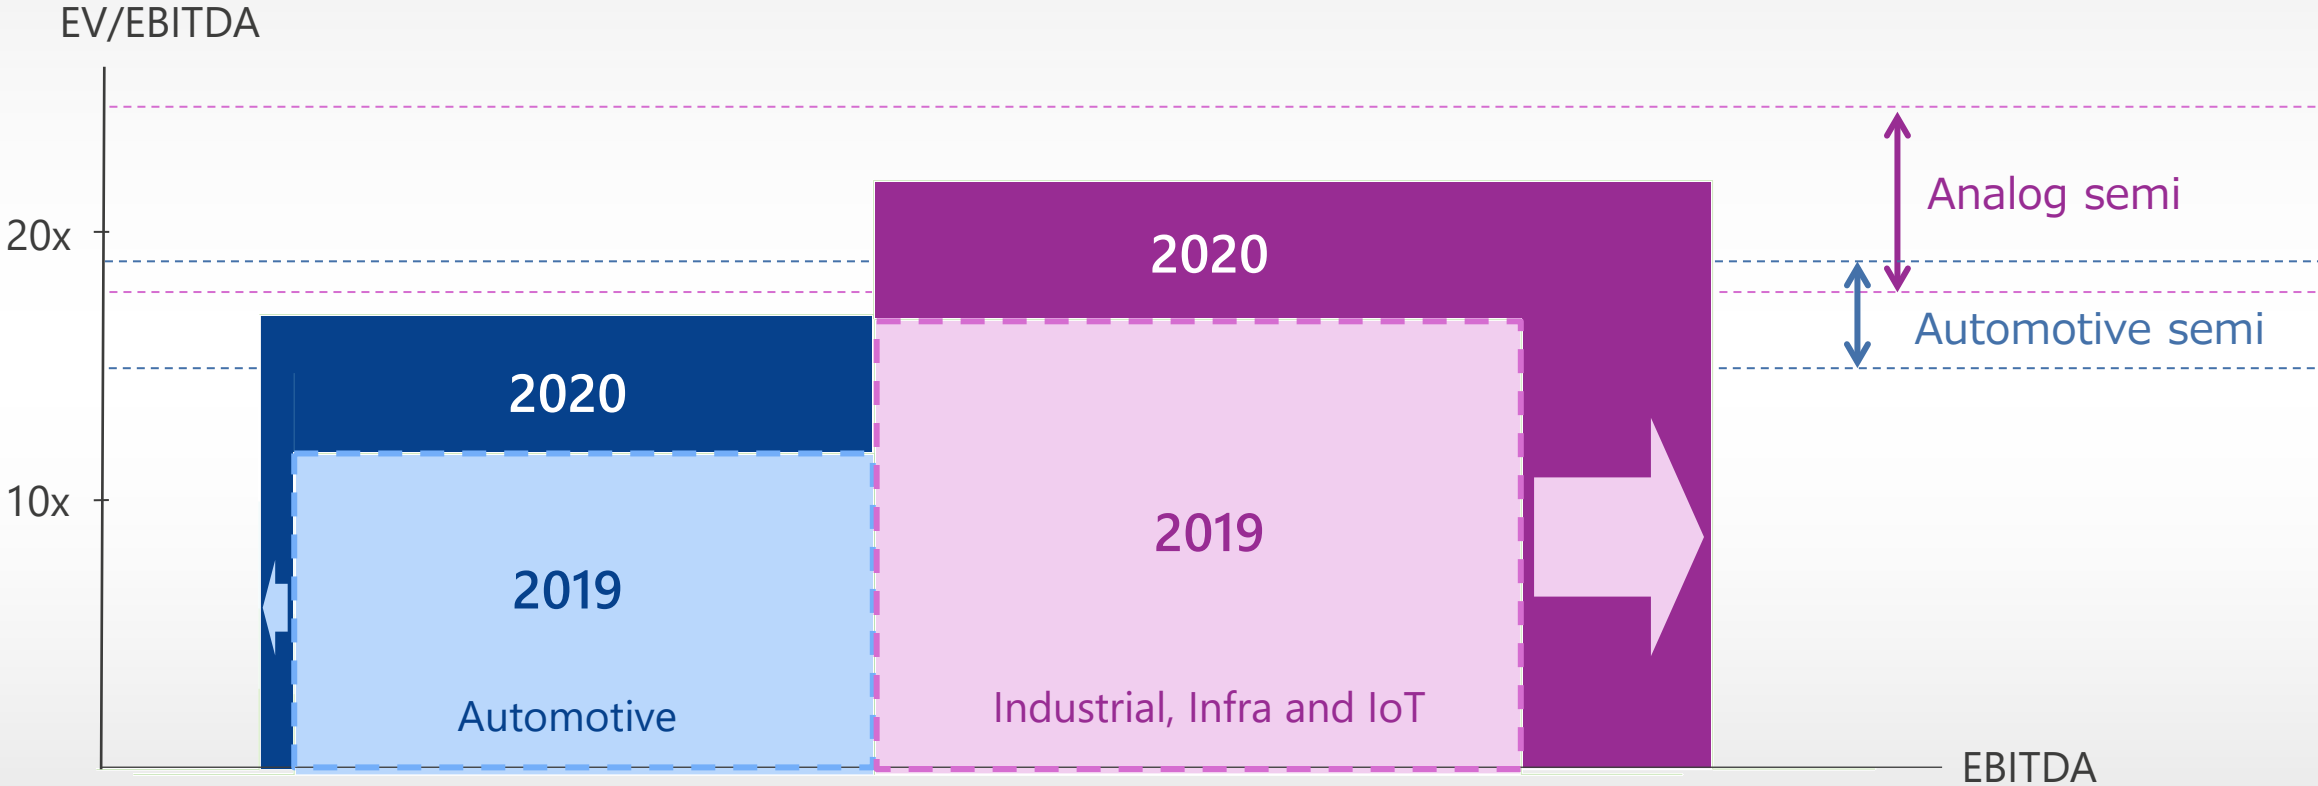 EV/EBITDA
20x
10x
2020
2019
Automotive
2020
2019
Industrial, Infra and IoT
Analog semi
Automotive semi
EBITDA